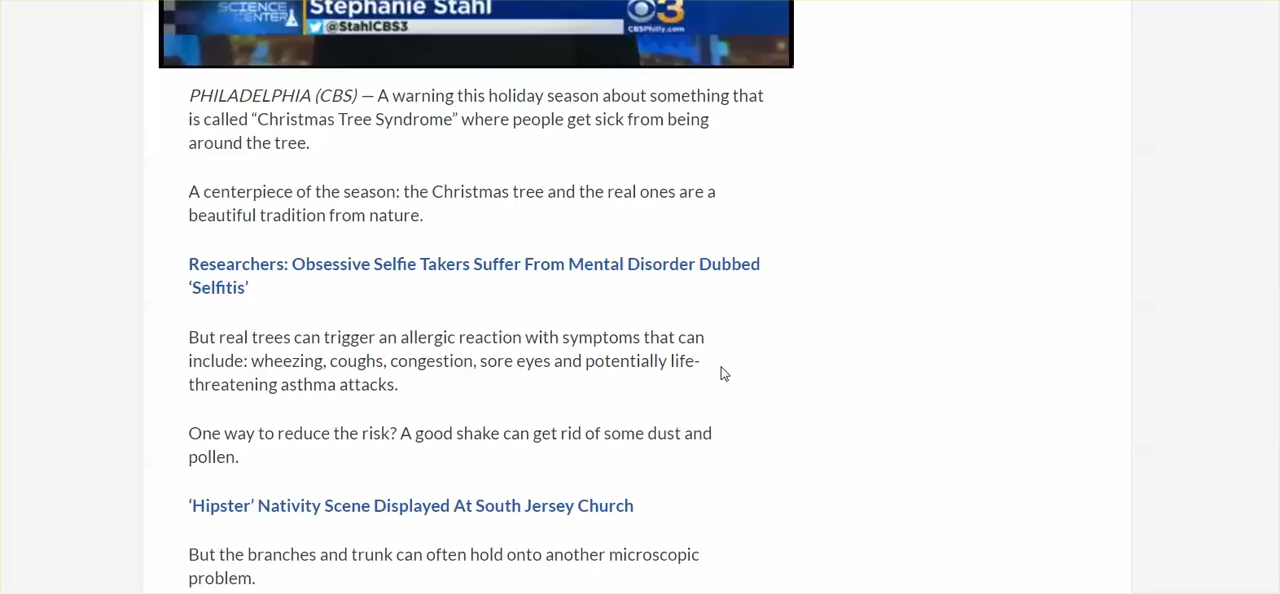 SCIENCE
CENTER
Stephanie Stahl
@StahlCBS3
3
CBSPhilly.com
PHILADELPHIA (CBS) — A warning this holiday season about something that
is called “Christmas Tree Syndrome” where people get sick from being
around the tree.
A centerpiece of the season: the Christmas tree and the real ones are a
beautiful tradition from nature.
Researchers: Obsessive Selfie Takers Suffer From Mental Disorder Dubbed
‘Selfitis’
But real trees can trigger an allergic reaction with symptoms that can
include: wheezing, coughs, congestion, sore eyes and potentially life-
threatening asthma attacks.
One way to reduce the risk? A good shake can get rid of some dust and
pollen.
‘Hipster’ Nativity Scene Displayed At South Jersey Church
But the branches and trunk can often hold onto another microscopic
problem.